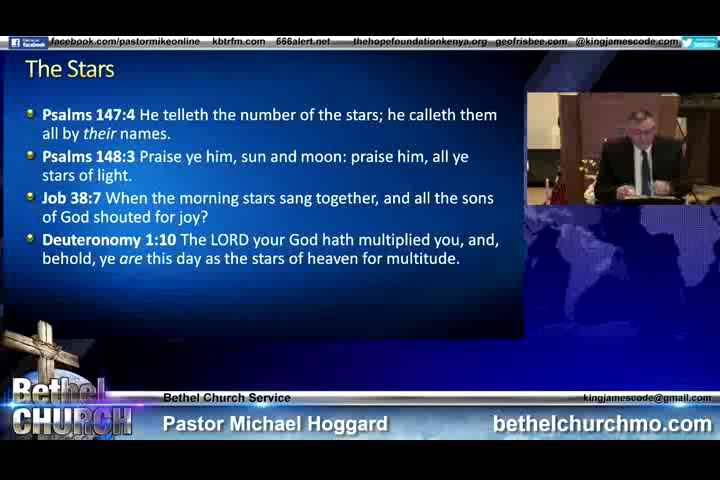 facebook.com/pastormikeonline kbtrfm.com 666alert.net thehopefoundationkenya.org geofrisbee.com @kingjamescode.com
The Stars
Psalms 147:4 He telleth the number of the stars; he calleth them
all by their names.
Psalms 148:3 Praise ye him, sun and moon: praise him, all ye
stars of light.
Job 38:7 When the morning stars sang together, and all the sons
of God shouted for joy?
Deuteronomy 1:10 The LORD your God hath multiplied you, and,
behold, ye are this day as the stars of heaven for multitude.
Bethel
CHURCH
Bethel Church Service kingjamescode@gmail.com
Pastor Michael Hoggard bethelchurchmo.com